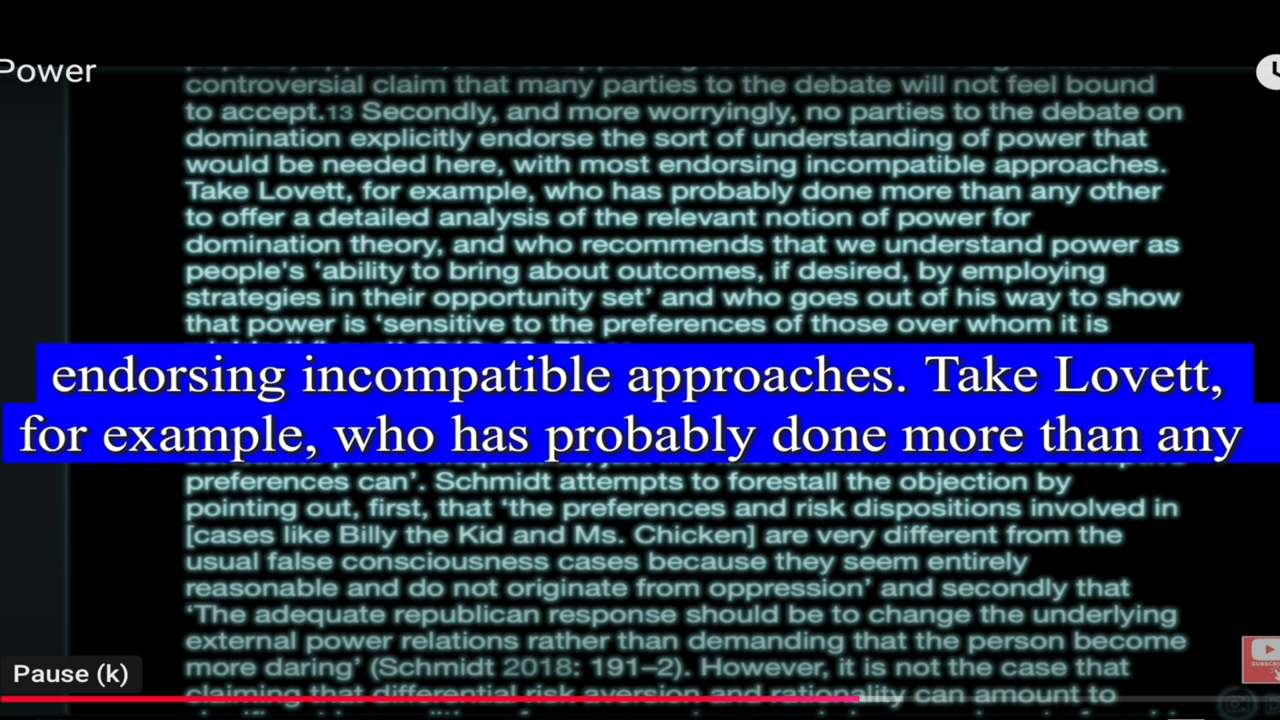 Power
controversial claim that many parties to the debate will not feel bound
to accept.13 Secondly, and more worryingly, no parties to the debate on
domination explicitly endorse the sort of understanding of power that
would be needed here, with most endorsing incompatible approaches.
Take Lovett, for example, who has probably done more than any other
to offer a detailed analysis of the relevant notion of power for
domination theory, and who recommends that we understand power as
people's ‘ability to bring about outcomes, if desired, by employing
strategies in their opportunity set’ and who goes out of his way to show
that power is ‘sensitive to the preferences of those over whom it is
endorsing incompatible approaches. Take Lovett,
for example, who has probably done more than any
preferences can’. Schmidt attempts to forestall the objection by
pointing out, first, that ‘the preferences and risk dispositions involved in
[cases like Billy the Kid and Ms. Chicken] are very different from the
usual false consciousness cases because they seem entirely
reasonable and do not originate from oppression’ and secondly that
‘The adequate republican response should be to change the underlying
external power relations rather than demanding that the person become
more daring’ (Schmidt 2018: 191–2). However, it is not the case that
claiming that differential risk aversion and rationality can amount to
Pause (k)